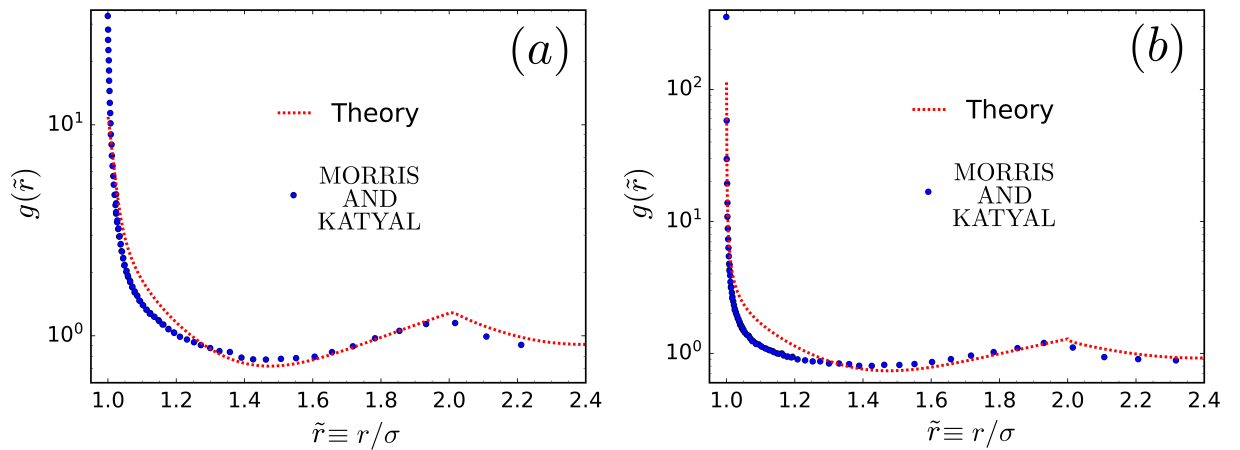 (a)
Theory
MORRIS
AND
KATYAL
10^1
10^0
g(r̃)
1.0 1.2 1.4 1.6 1.8 2.0 2.2 2.4
r̃ ≡ r/σ
(b)
Theory
MORRIS
AND
KATYAL
10^2
10^1
10^0
g(r̃)
1.0 1.2 1.4 1.6 1.8 2.0 2.2 2.4
r̃ ≡ r/σ